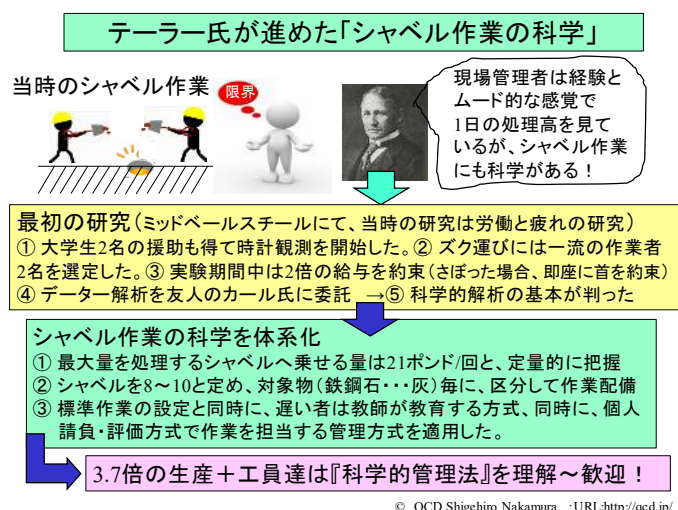 テーラー氏が進めた「シャベル作業の科学」
当時のシャベル作業
限界
現場管理者は経験と
ムード的な感覚で
1日の処理高を見て
いるが、シャベル作業
にも科学がある！
最初の研究(ミッドベールスチールにて、当時の研究は労働と疲れの研究)
① 大学生2名の援助も得て時計観測を開始した。② ズク運びには一流の作業者
2名を選定した。③ 実験期間中は2倍の給与を約束(さぼった場合、即座に首を約束)
④ データー解析を友人のカール氏に委託　→⑤ 科学的解析の基本が判った
シャベル作業の科学を体系化
① 最大量を処理するシャベルへ乗せる量は21ポンド/回と、定量的に把握
② シャベルを8～10と定め、対象物(鉄鋼石・・・灰)毎に、区分して作業配備
③ 標準作業の設定と同時に、遅い者は教師が教育する方式、同時に、個人
請負・評価方式で作業を担当する管理方式を適用した。
3.7倍の生産＋工員達は『科学的管理法』を理解～歓迎！
© QCD Shigehiro Nakamura :URL:http://qcd.jp/